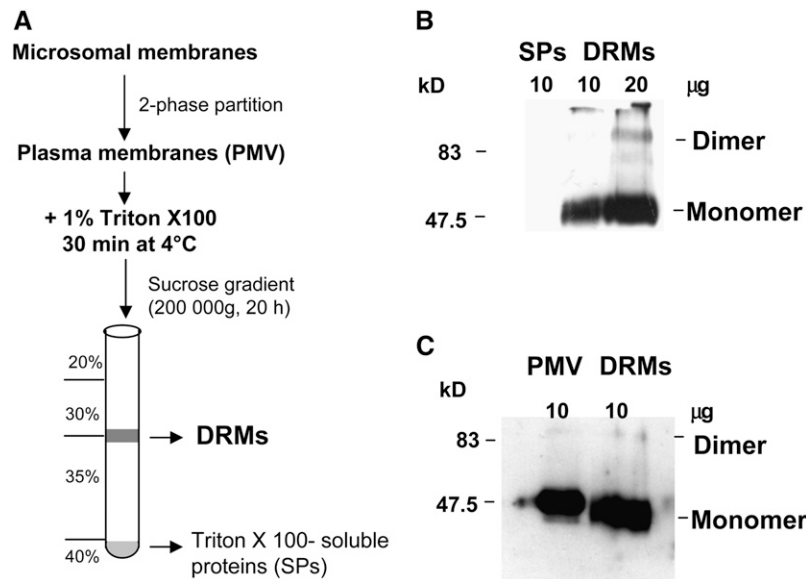 A
Microsomal membranes
2-phase partition
Plasma membranes (PMV)
+ 1% Triton X100
30 min at 4°C
Sucrose gradient
(200 000g, 20 h)
20%
30%
DRMs
35%
40%
Triton X 100- soluble
proteins (SPs)
B
SPs DRMs
kD 10 10 20 µg
Dimer
83
Monomer
47.5
C
PMV DRMs
kD
10 10 µg
83 Dimer
47.5
Monomer